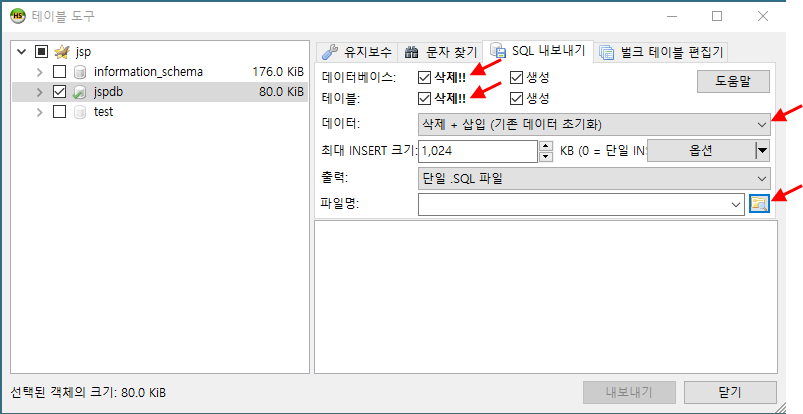 HS 테이블 도구
jsp
information_schema 176.0 KiB
jspdb 80.0 KiB
test
유지보수 문자 찾기 SQL 내보내기 벌크 테이블 편집기
데이터베이스: 삭제!! 생성 도움말
테이블: 삭제!! 생성
데이터: 삭제 + 삽입 (기존 데이터 초기화)
최대 INSERT 크기: 1,024 KB (0 = 단일 INS 옵션
출력: 단일 .SQL 파일
파일명:
선택된 객체의 크기: 80.0 KiB 내보내기 닫기